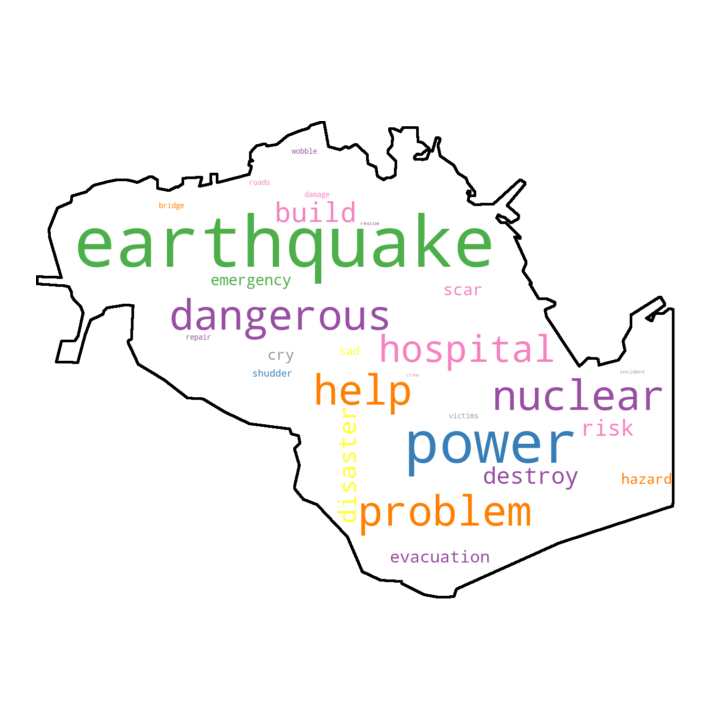 wobble
roads
damage
bridge
build
rescue
earthquake
emergency
scar
dangerous
repair
hospital
cry
sad
shudder
crew
incident
help
nuclear
victims
risk
power
disaster
destroy
hazard
problem
evacuation